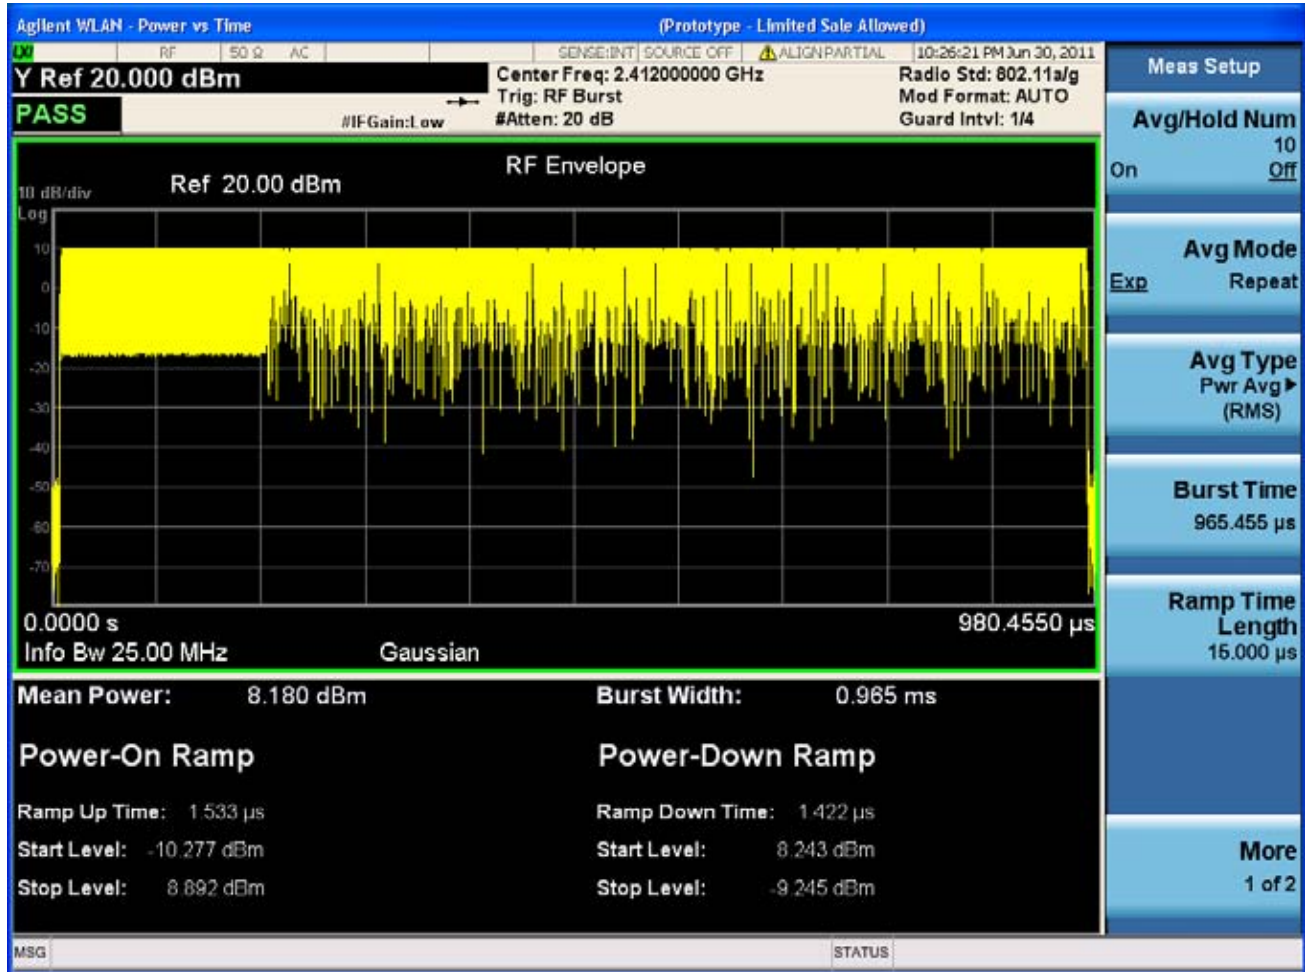 Agilent WLAN - Power vs Time (Prototype - Limited Sale Allowed)
LXI RF 50 Ω AC SENSE:INT SOURCE OFF ALIGN PARTIAL 10:26:21 PM Jun 30, 2011
Y Ref 20.000 dBm
PASS
#IFGain:Low
Center Freq: 2.412000000 GHz
Trig: RF Burst
#Atten: 20 dB
Radio Std: 802.11a/g
Mod Format: AUTO
Guard Intvl: 1/4
RF Envelope
10 dB/div Ref 20.00 dBm
Log
10
0
-10
-20
-30
-40
-50
-60
-70
0.0000 s 980.4550 µs
Info Bw 25.00 MHz Gaussian
Mean Power: 8.180 dBm Burst Width: 0.965 ms
Power-On Ramp Power-Down Ramp
Ramp Up Time: 1.533 µs Ramp Down Time: 1.422 µs
Start Level: -10.277 dBm Start Level: 8.243 dBm
Stop Level: 8.892 dBm Stop Level: -9.245 dBm
MSG STATUS
Meas Setup
Avg/Hold Num
10
On Off
Avg Mode
Exp Repeat
Avg Type
Pwr Avg
(RMS)
Burst Time
965.455 µs
Ramp Time
Length
15.000 µs
More
1 of 2